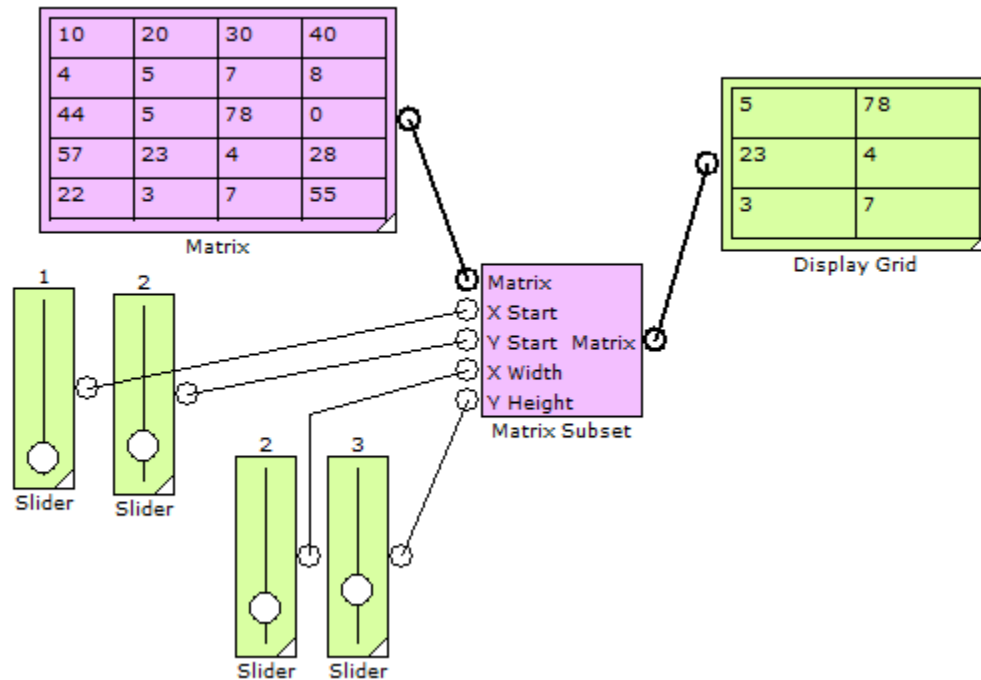 10 20 30 40
4 5 7 8
44 5 78 0
57 23 4 28
22 3 7 55
Matrix
5 78
23 4
3 7
Display Grid
1
Slider
2
Slider
Matrix
X Start
Y Start Matrix
X Width
Y Height
Matrix Subset
2
Slider
3
Slider